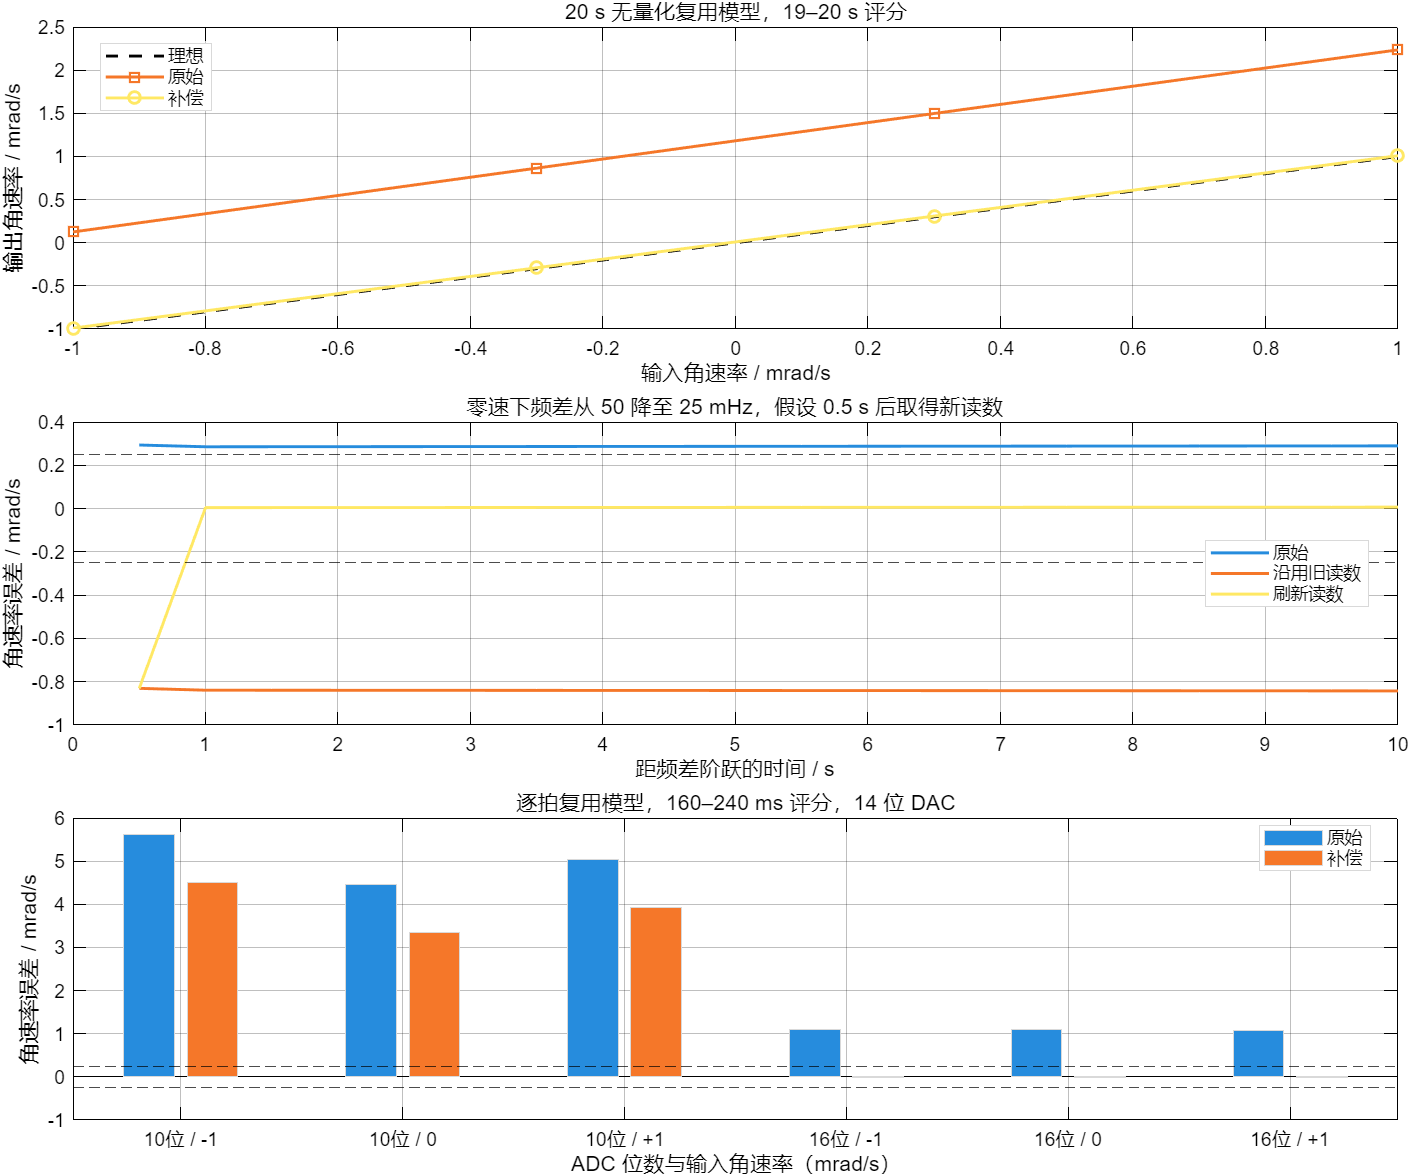 20 s 无量化复用模型，19–20 s 评分
2.5
2
1.5
1
0.5
0
-0.5
-1
输出角速率 / mrad/s
理想
原始
补偿
-1 -0.8 -0.6 -0.4 -0.2 0 0.2 0.4 0.6 0.8 1
输入角速率 / mrad/s
零速下频差从 50 降至 25 mHz，假设 0.5 s 后取得新读数
0.4
0.2
0
-0.2
-0.4
-0.6
-0.8
-1
角速率误差 / mrad/s
原始
沿用旧读数
刷新读数
0 1 2 3 4 5 6 7 8 9 10
距频差阶跃的时间 / s
逐拍复用模型，160–240 ms 评分，14 位 DAC
6
5
4
3
2
1
0
-1
角速率误差 / mrad/s
原始
补偿
10位 / -1 10位 / 0 10位 / +1 16位 / -1 16位 / 0 16位 / +1
ADC 位数与输入角速率（mrad/s）